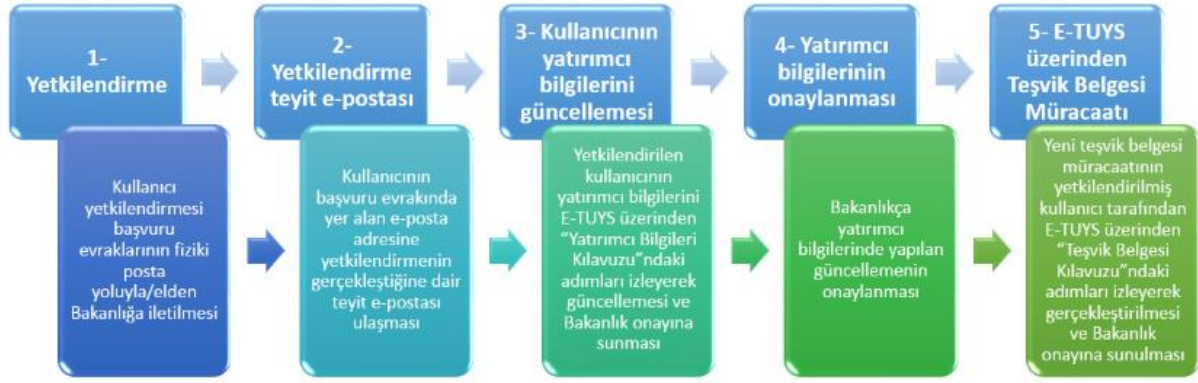 1-
Yetkilendirme
2-
Yetkilendirme
teyit e-postası
3- Kullanıcının
yatırımcı
bilgilerini
güncellemesi
4- Yatırımcı
bilgilerinin
onaylanması
5- E-TUYS
üzerinden
Teşvik Belgesi
Müracaatı
Kullanıcı
yetkilendirmesi
başvuru
evraklarının fiziki
posta
yoluyla/elden
Bakanlığa iletilmesi
Kullanıcının
başvuru evrakında
yer alan e-posta
adresine
yetkilendirmenin
gerçekleştiğine dair
teyit e-postası
ulaşması
Yetkilendirilen
kullanıcının
yatırımcı bilgilerini
E-TUYS üzerinden
“Yatırımcı Bilgileri
Kılavuzu”ndaki
adımları izleyerek
güncellemesi ve
Bakanlık onayına
sunması
Bakanlıkça
yatırımcı
bilgilerinde yapılan
güncellemenin
onaylanması
Yeni teşvik belgesi
müracaatının
yetkilendirilmiş
kullanıcı tarafından
E-TUYS üzerinden
“Teşvik Belgesi
Kılavuzu”ndaki
adımları izleyerek
gerçekleştirilmesi
ve Bakanlık
onayına sunulması